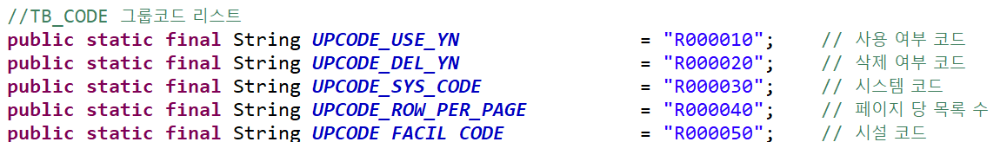 //TB_CODE 그룹코드 리스트
public static final String UPCODE_USE_YN = "R000010"; // 사용 여부 코드
public static final String UPCODE_DEL_YN = "R000020"; // 삭제 여부 코드
public static final String UPCODE_SYS_CODE = "R000030"; // 시스템 코드
public static final String UPCODE_ROW_PER_PAGE = "R000040"; // 페이지 당 목록 수
public static final String UPCODE_FACIL_CODE = "R000050"; // 시설 코드